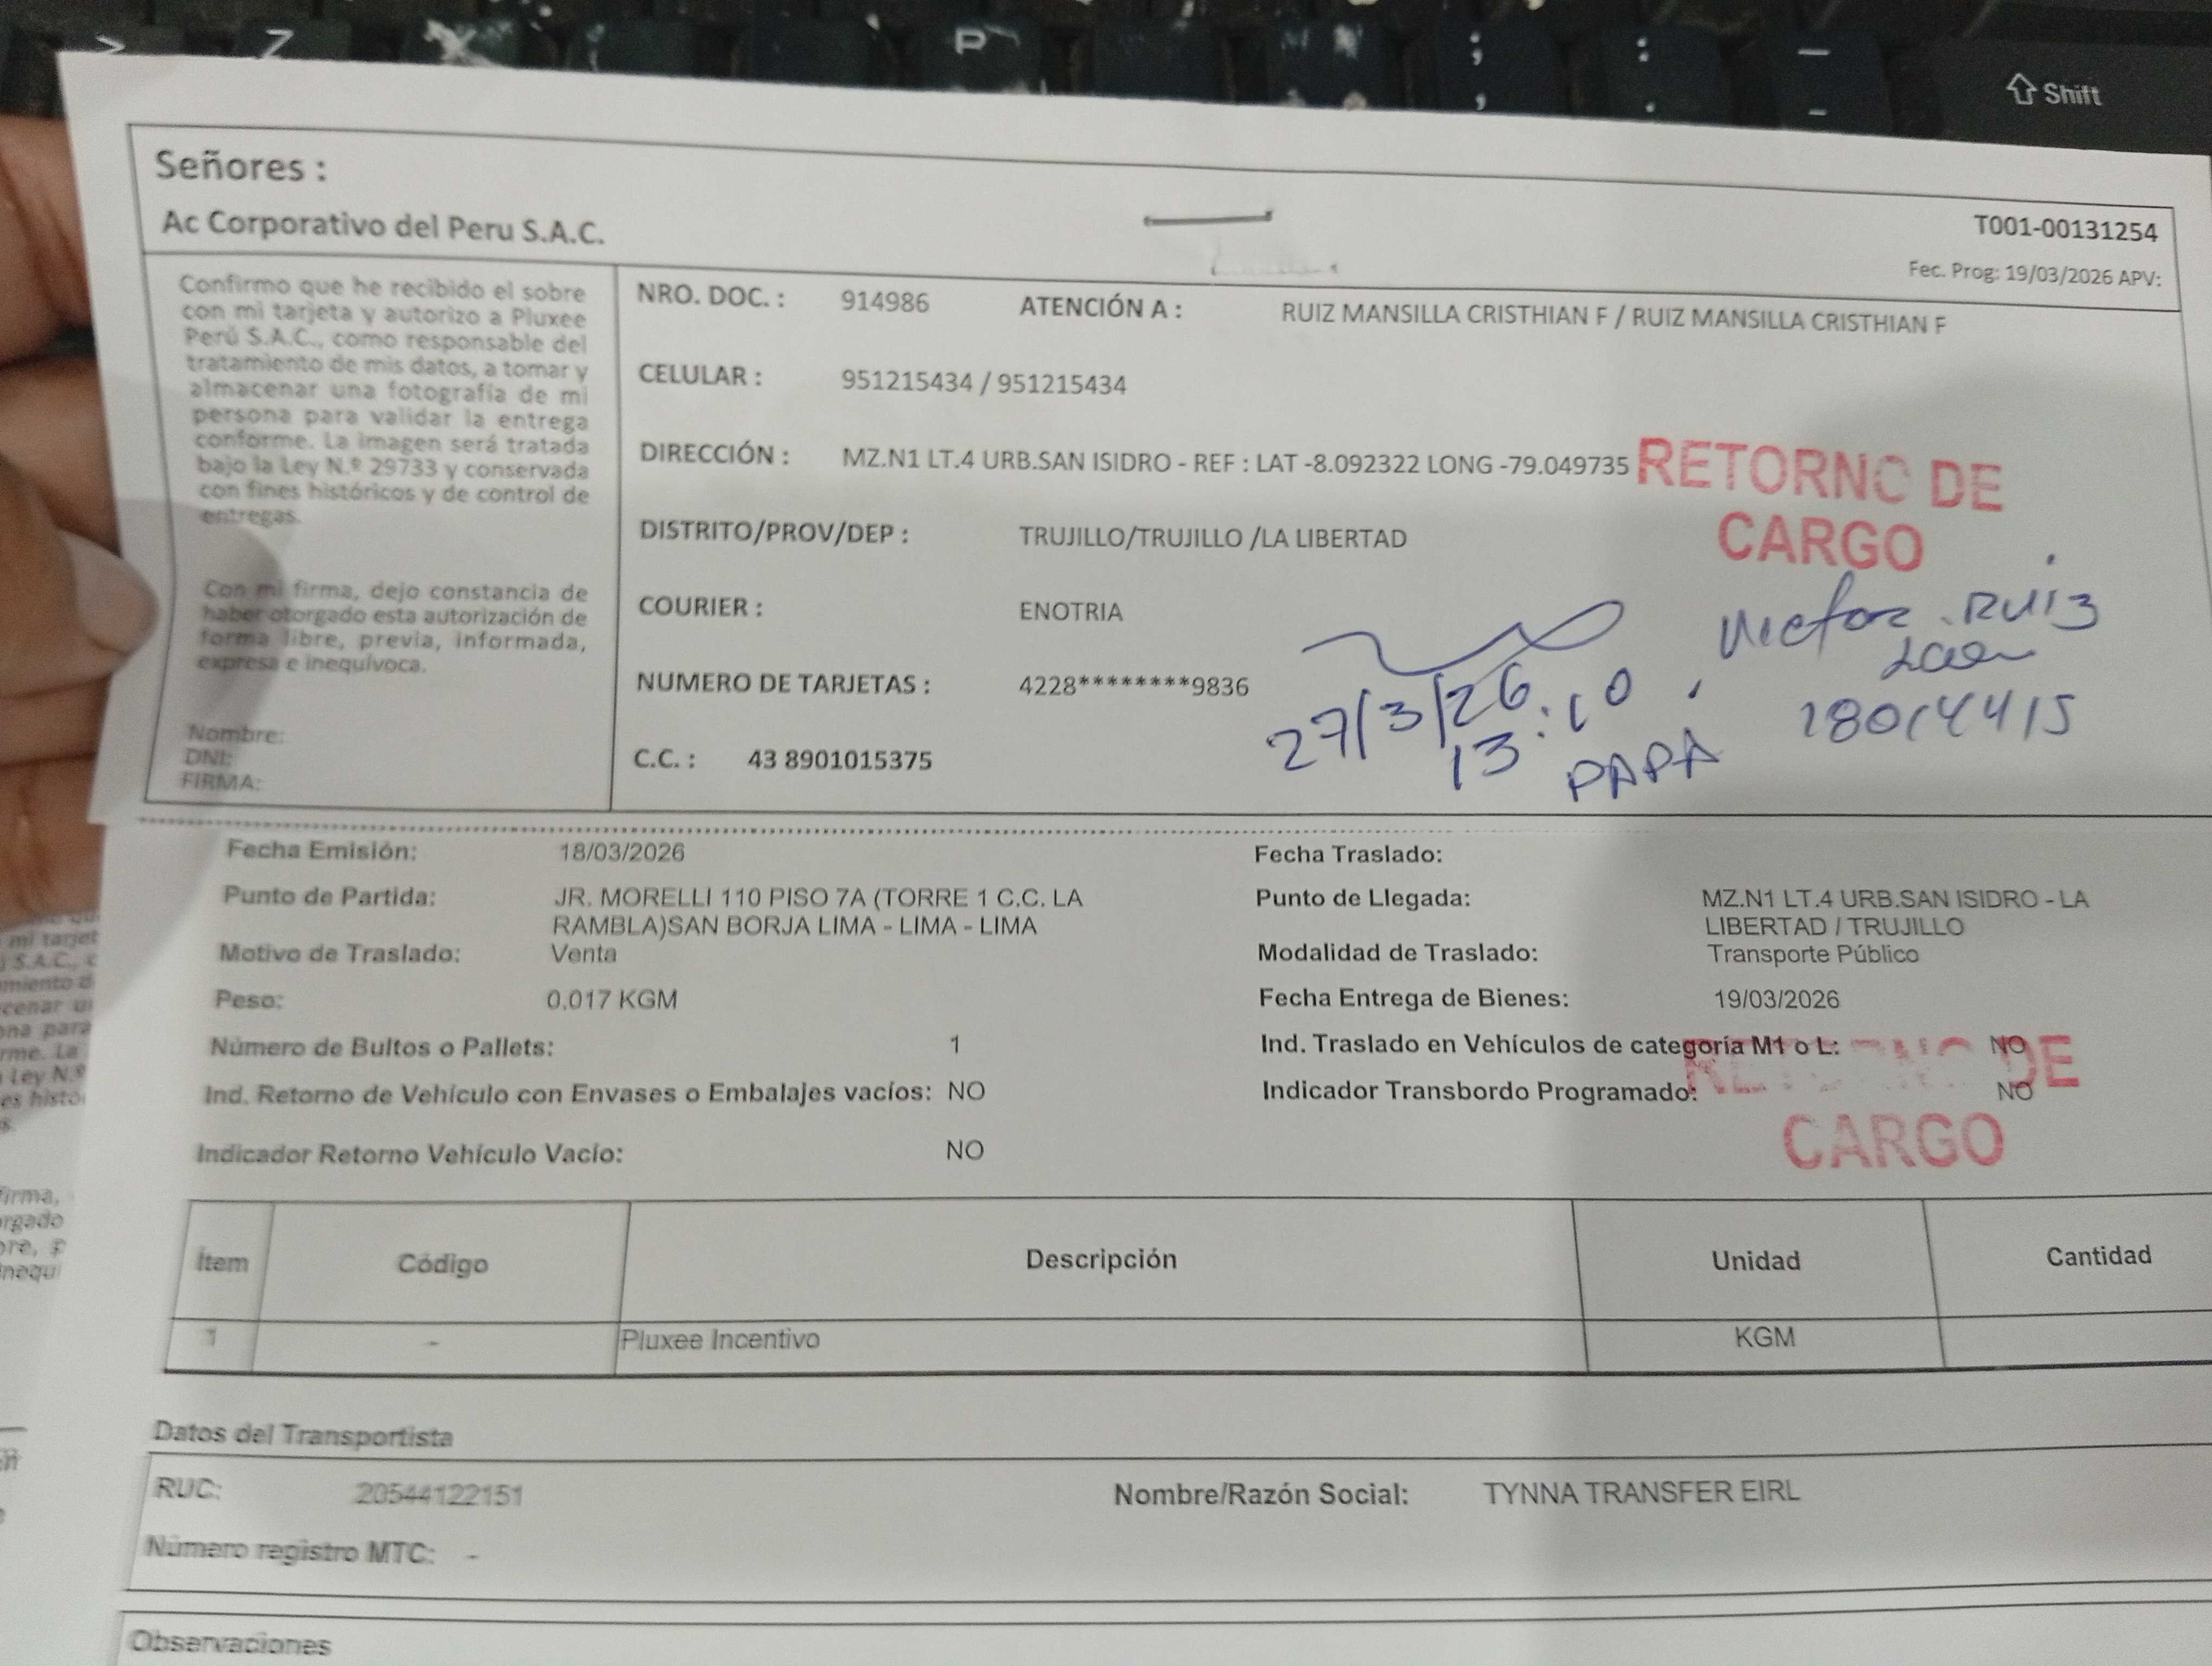 Señores :
Ac Corporativo del Peru S.A.C.
T001-00131254
Fec. Prog: 19/03/2026 APV:
Confirmo que he recibido el sobre
con mi tarjeta y autorizo a Pluxee
Perú S.A.C., como responsable del
tratamiento de mis datos, a tomar y
almacenar una fotografía de mi
persona para validar la entrega
conforme. La imagen será tratada
bajo la Ley N.º 29733 y conservada
con fines históricos y de control de
entregas.
Con mi firma, dejo constancia de
haber otorgado esta autorización de
forma libre, previa, informada,
expresa e inequívoca.
Nombre:
DNI:
FIRMA:
NRO. DOC. : 914986 ATENCIÓN A : RUIZ MANSILLA CRISTHIAN F / RUIZ MANSILLA CRISTHIAN F
CELULAR : 951215434 / 951215434
DIRECCIÓN : MZ.N1 LT.4 URB.SAN ISIDRO - REF : LAT -8.092322 LONG -79.049735
DISTRITO/PROV/DEP : TRUJILLO/TRUJILLO /LA LIBERTAD
COURIER : ENOTRIA
NUMERO DE TARJETAS : 4228********9836
C.C. : 43 8901015375
RETORNO DE
CARGO
Victor Ruiz
27/3/26
13:10
PAPA
Fecha Emisión: 18/03/2026 Fecha Traslado:
Punto de Partida: JR. MORELLI 110 PISO 7A (TORRE 1 C.C. LA
RAMBLA)SAN BORJA LIMA - LIMA - LIMA
Punto de Llegada: MZ.N1 LT.4 URB.SAN ISIDRO - LA
LIBERTAD / TRUJILLO
Motivo de Traslado: Venta Modalidad de Traslado: Transporte Público
Peso: 0.017 KGM Fecha Entrega de Bienes: 19/03/2026
Número de Bultos o Pallets: 1 Ind. Traslado en Vehículos de categoría M1 o L: NO
Ind. Retorno de Vehículo con Envases o Embalajes vacíos: NO Indicador Transbordo Programado: NO
RETORNO DE
CARGO
Indicador Retorno Vehículo Vacío: NO
Ítem Código Descripción Unidad Cantidad
1 - Pluxee Incentivo KGM
Datos del Transportista
RUC: 20544122151 Nombre/Razón Social: TYNNA TRANSFER EIRL
Número registro MTC: -
Observaciones
> Z X P ; : _
, . -
Shift